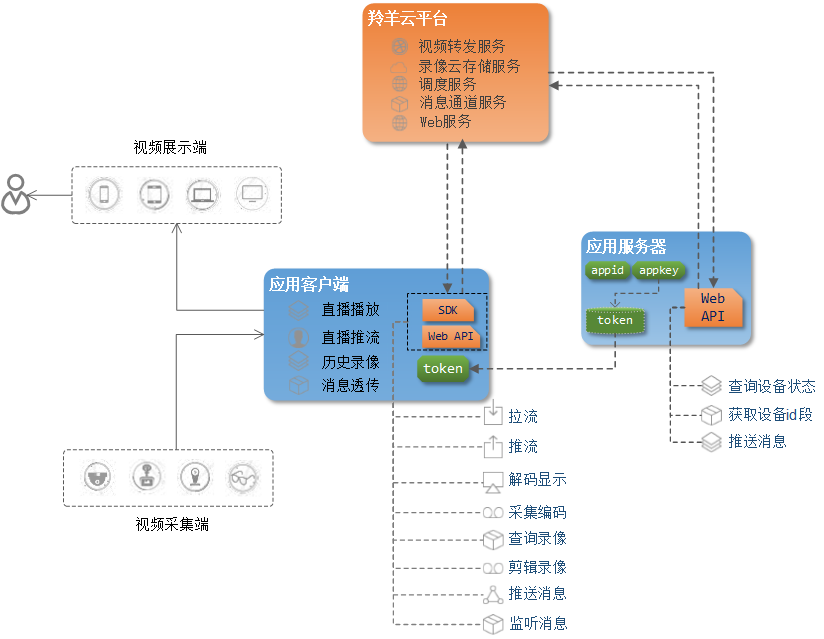 羚羊云平台
视频转发服务
录像云存储服务
调度服务
消息通道服务
Web服务
视频展示端
应用服务器
appid
appkey
Web
API
token
应用客户端
直播播放
直播推流
历史录像
消息透传
SDK
Web API
token
查询设备状态
获取设备id段
推送消息
拉流
推流
解码显示
采集编码
查询录像
剪辑录像
推送消息
监听消息
视频采集端